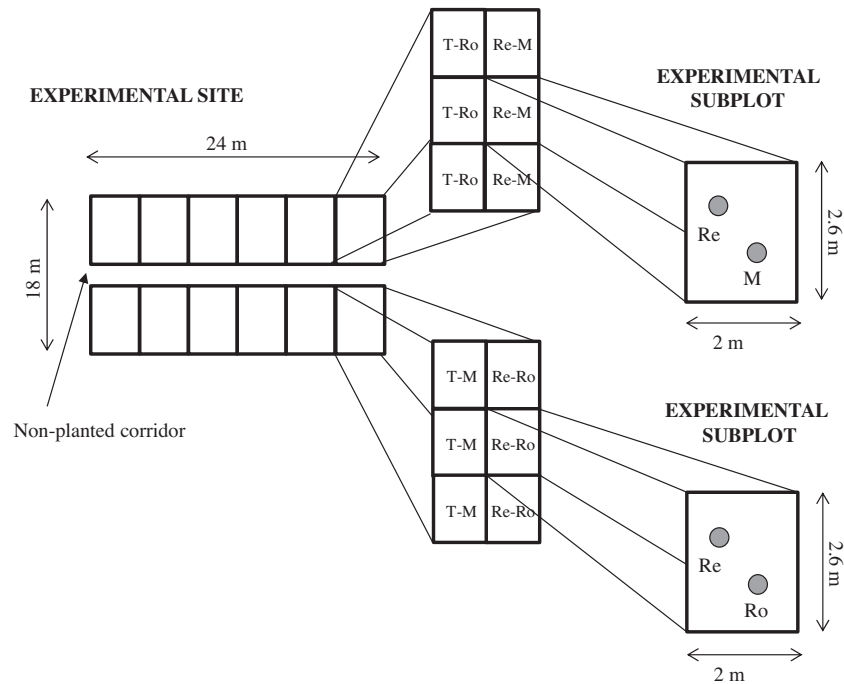 EXPERIMENTAL SITE
24 m
18 m
Non-planted corridor
T-Ro Re-M
T-Ro Re-M
T-Ro Re-M
EXPERIMENTAL
SUBPLOT
Re
M
2.6 m
2 m
T-M Re-Ro
T-M Re-Ro
T-M Re-Ro
EXPERIMENTAL
SUBPLOT
Re
Ro
2.6 m
2 m